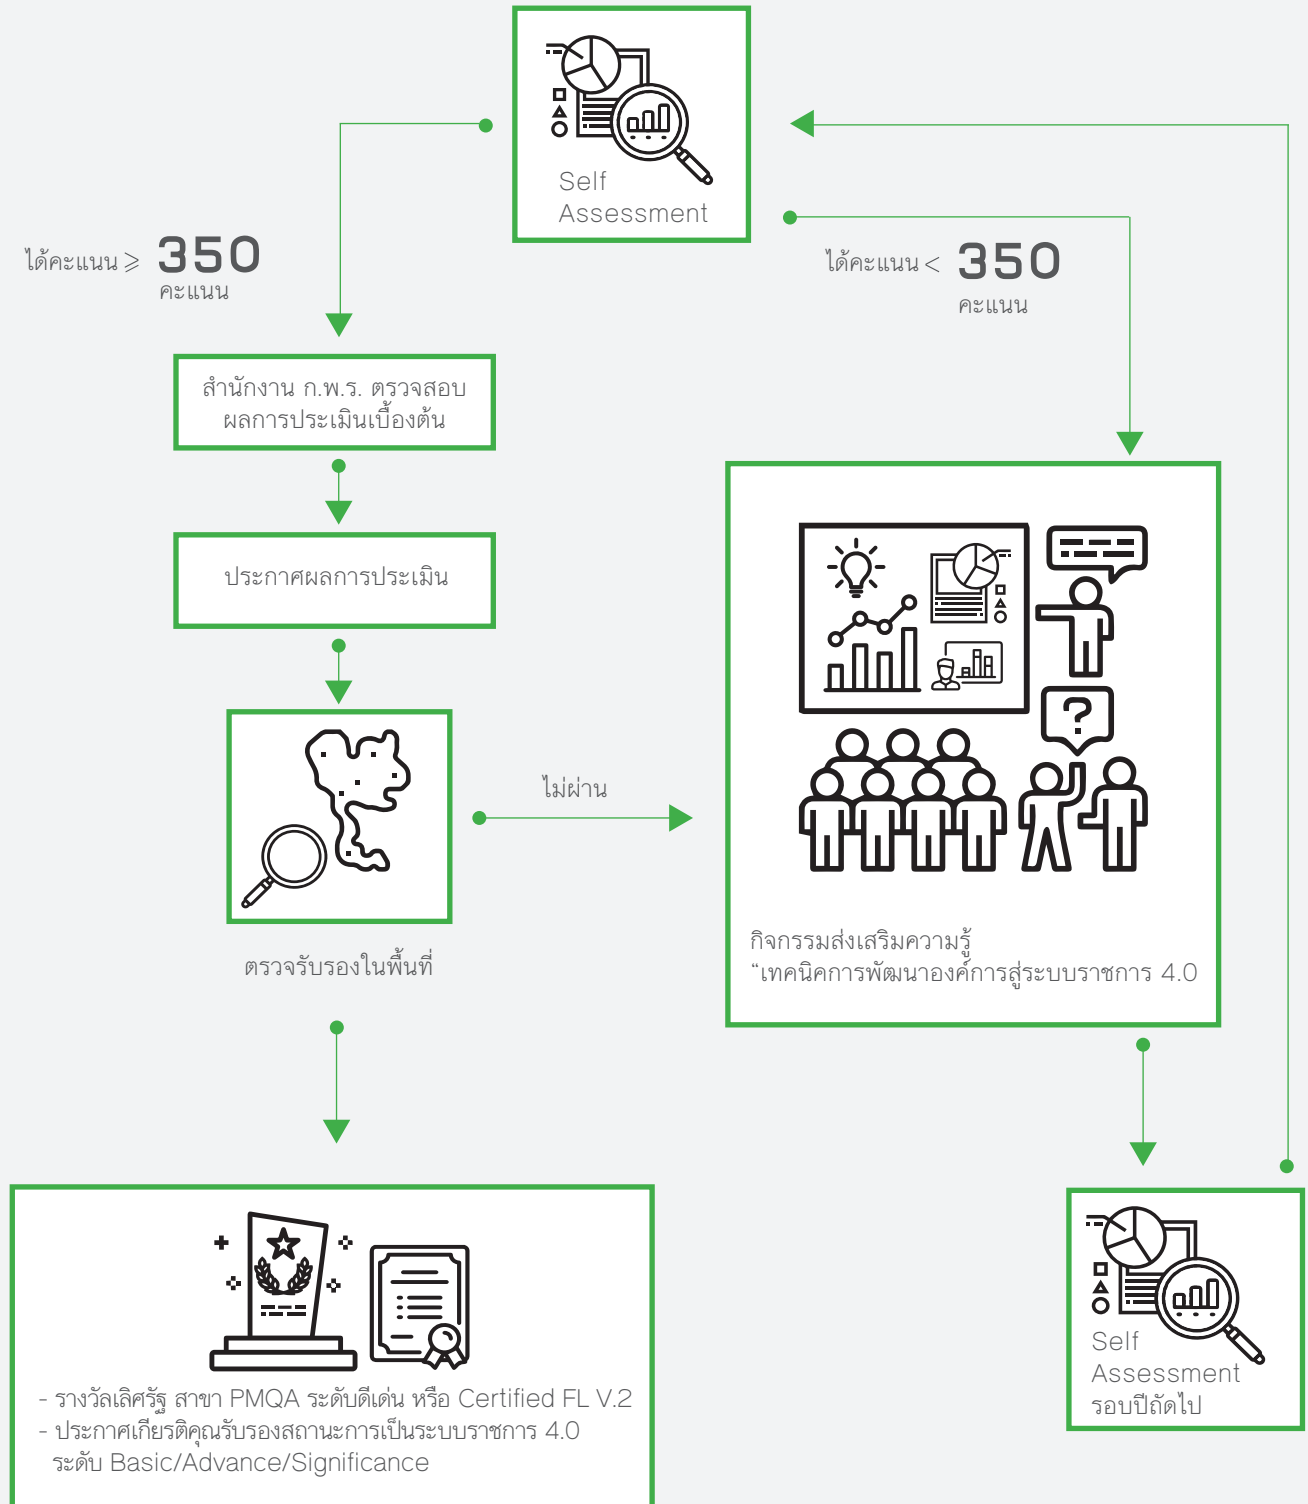 Self
Assessment
ได้คะแนน ≥ 350
คะแนน
ได้คะแนน < 350
คะแนน
สำนักงาน ก.พ.ร. ตรวจสอบ
ผลการประเมินเบื้องต้น
ประกาศผลการประเมิน
ไม่ผ่าน
?
ตรวจรับรองในพื้นที่
กิจกรรมส่งเสริมความรู้
“เทคนิคการพัฒนาองค์การสู่ระบบราชการ 4.0
- รางวัลเลิศรัฐ สาขา PMQA ระดับดีเด่น หรือ Certified FL V.2
- ประกาศเกียรติคุณรับรองสถานะการเป็นระบบราชการ 4.0
ระดับ Basic/Advance/Significance
Self
Assessment
รอบปีถัดไป